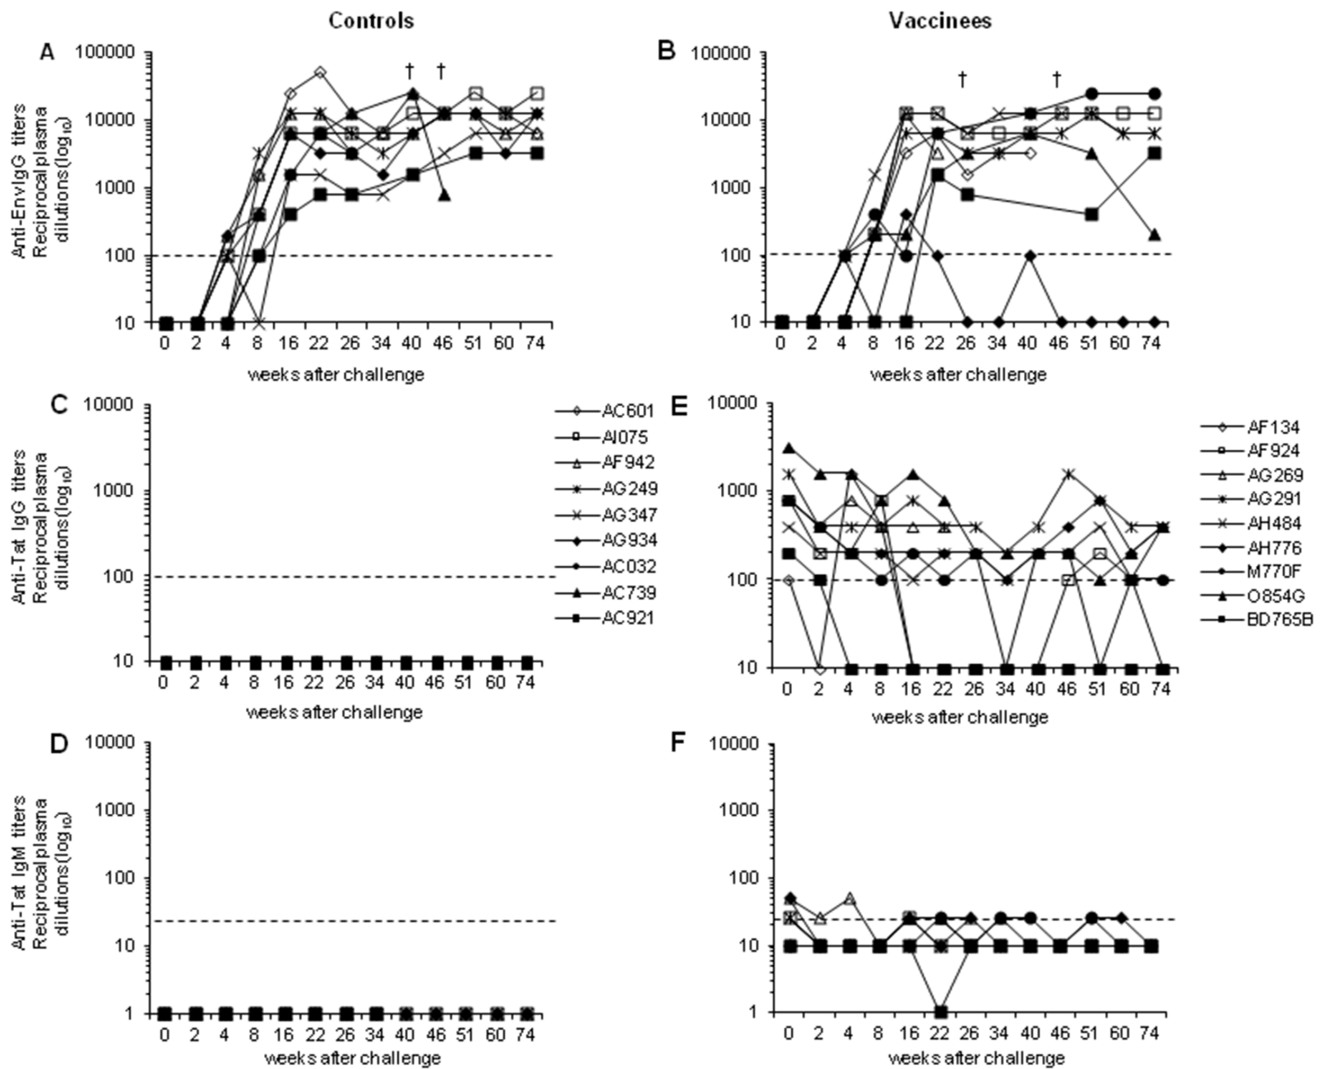 Controls
Vaccinees
A
Anti-EnvIgG titers
Reciprocalplasma
dilutions(log10)
100000
10000
1000
100
10
† †
0 2 4 8 16 22 26 34 40 46 51 60 74
weeks after challenge
B
100000
10000
1000
100
10
† †
0 2 4 8 16 22 26 34 40 46 51 60 74
weeks after challenge
C
Anti-Tat IgG titers
Reciprocalplasma
dilutions(log10)
10000
1000
100
10
0 2 4 8 16 22 26 34 40 46 51 60 74
weeks after challenge
AC601
AI075
AF942
AG249
AG347
AG934
AC032
AC739
AC921
E
10000
1000
100
10
0 2 4 8 16 22 26 34 40 46 51 60 74
weeks after challenge
AF134
AF924
AG269
AG291
AH484
AH776
M770F
O854G
BD765B
D
Anti-Tat IgM titers
Reciprocalplasma
dilutions(log10)
10000
1000
100
10
1
0 2 4 8 16 22 26 34 40 46 51 60 74
weeks after challenge
F
10000
1000
100
10
1
0 2 4 8 16 22 26 34 40 46 51 60 74
weeks after challenge